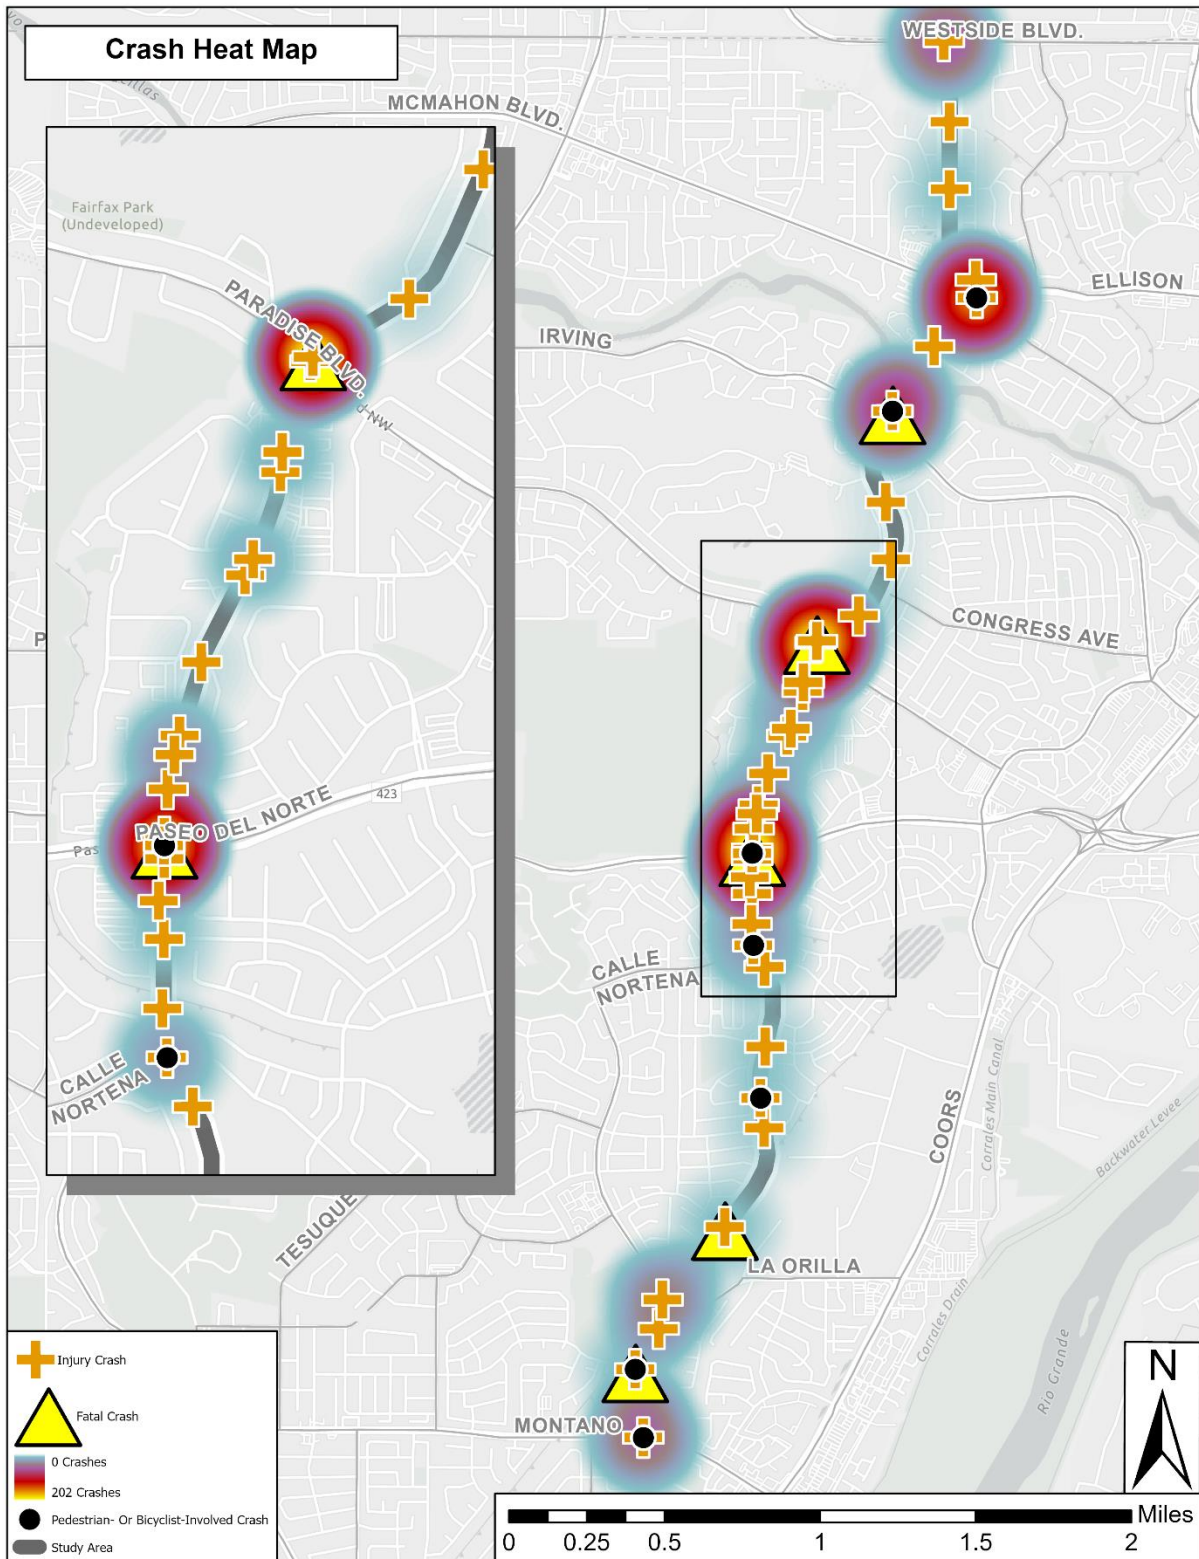 Crash Heat Map
WESTSIDE BLVD.
MCMAHON BLVD.
Fairfax Park
(Undeveloped)
PARADISE BLVD.
d NW
ELLISON
IRVING
CONGRESS AVE
P
423
PASEO DEL NORTE
Pas
CALLE
NORTENA
CALLE
NORTENA
COORS
Corrales Main Canal
Backwater Levee
TESUQUE
LA ORILLA
Corrales Drain
Rio Grande
MONTANO
Injury Crash
Fatal Crash
0 Crashes
202 Crashes
Pedestrian- Or Bicyclist-Involved Crash
Study Area
N
Miles
0 0.25 0.5 1 1.5 2